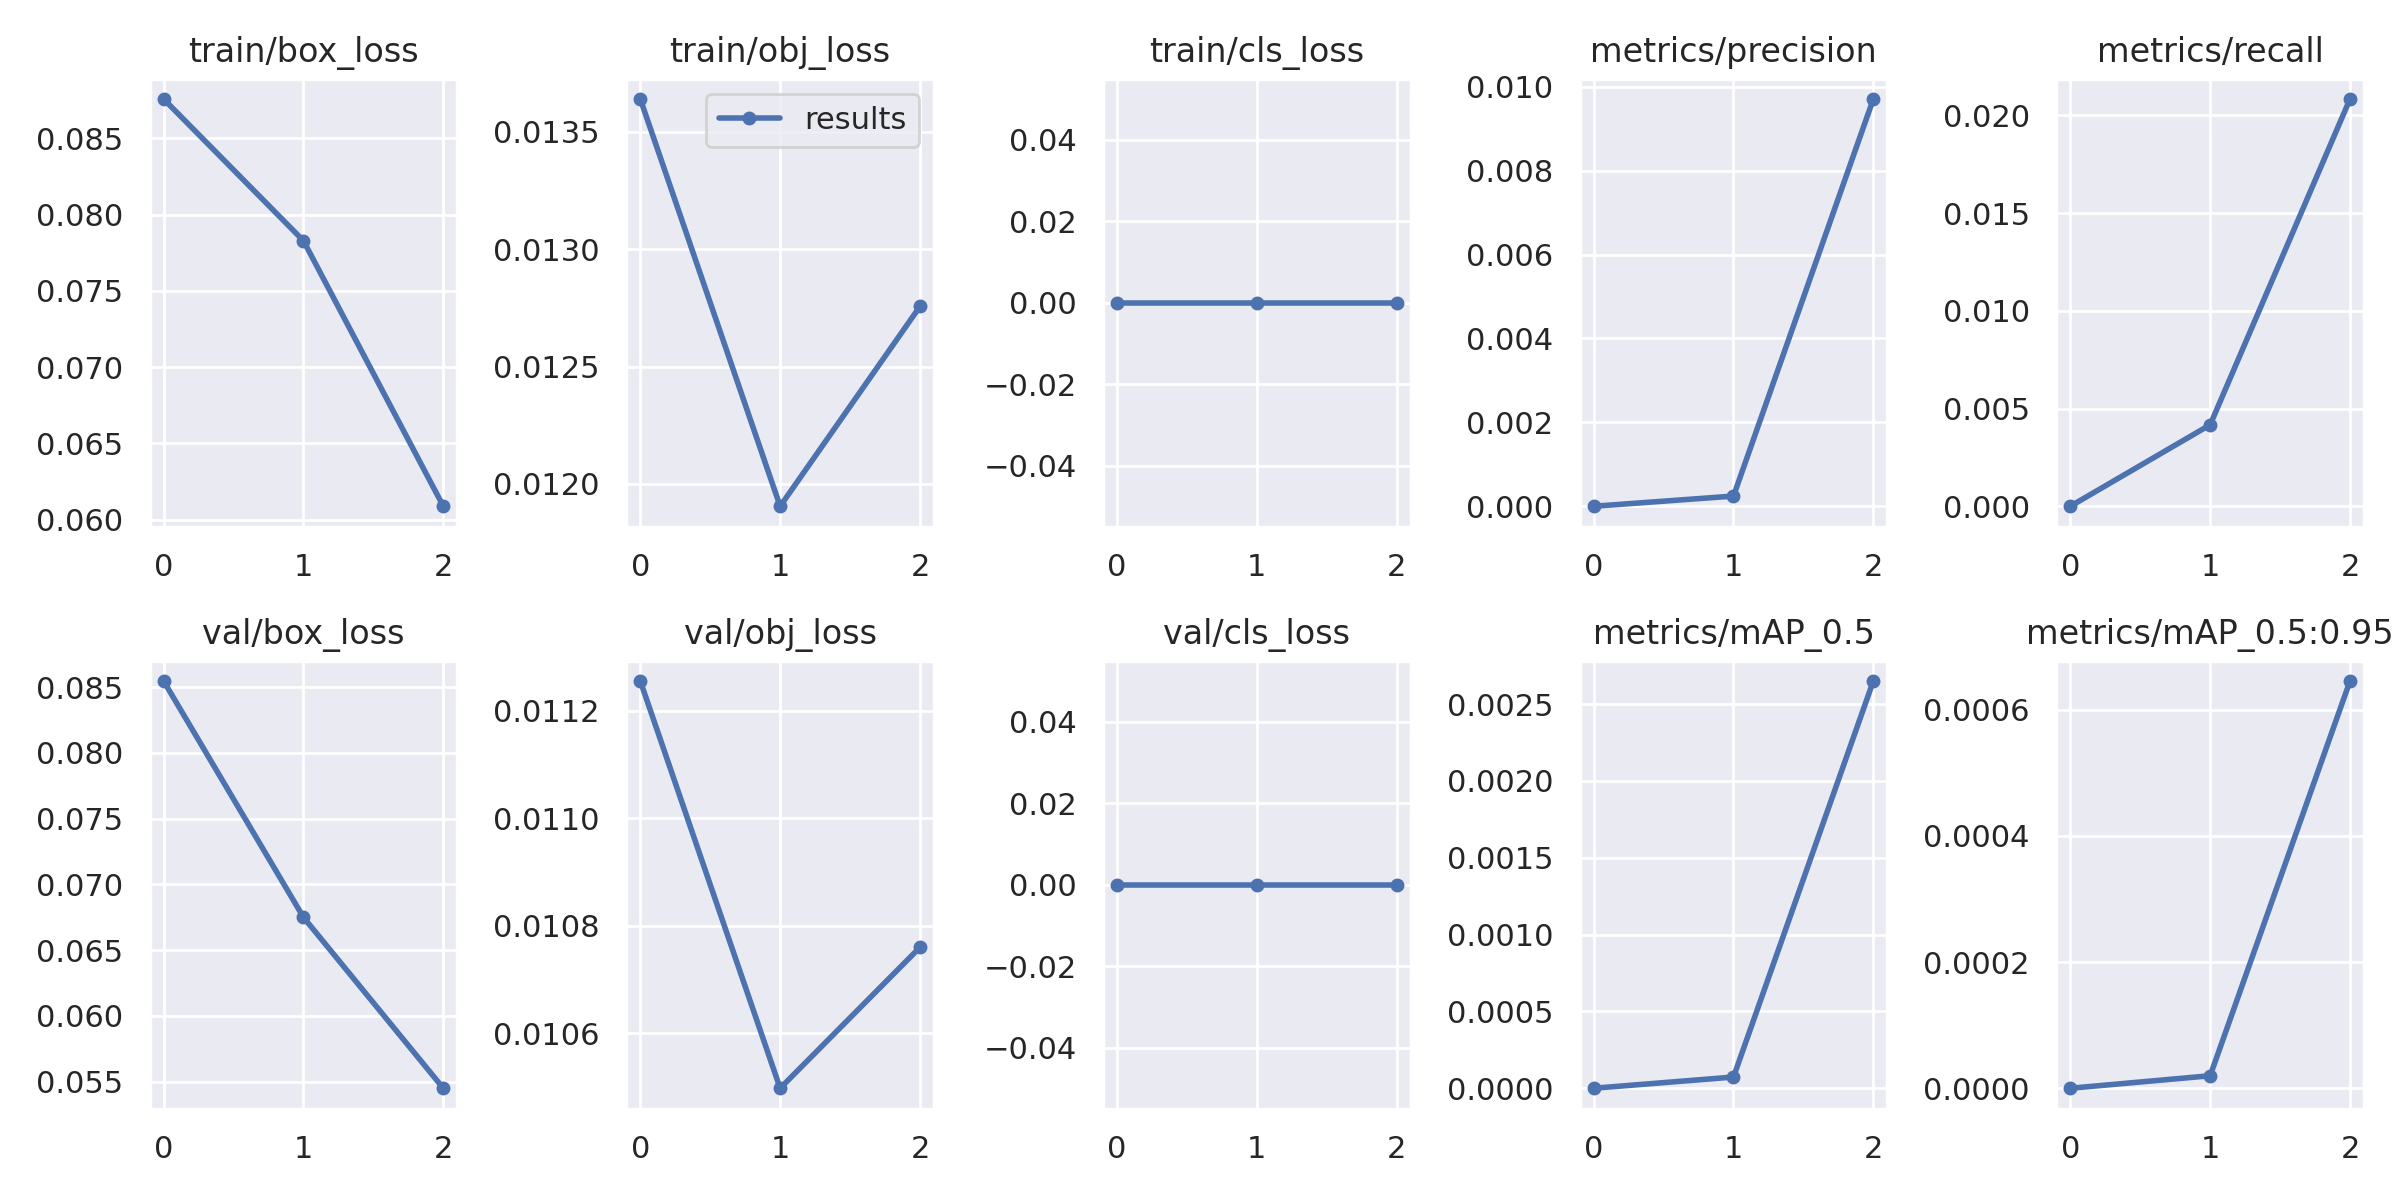 train/box_loss
0.085
0.080
0.075
0.070
0.065
0.060
0 1 2
train/obj_loss
results
0.0135
0.0130
0.0125
0.0120
0 1 2
train/cls_loss
0.04
0.02
0.00
−0.02
−0.04
0 1 2
metrics/precision
0.010
0.008
0.006
0.004
0.002
0.000
0 1 2
metrics/recall
0.020
0.015
0.010
0.005
0.000
0 1 2
val/box_loss
0.085
0.080
0.075
0.070
0.065
0.060
0.055
0 1 2
val/obj_loss
0.0112
0.0110
0.0108
0.0106
0 1 2
val/cls_loss
0.04
0.02
0.00
−0.02
−0.04
0 1 2
metrics/mAP_0.5
0.0025
0.0020
0.0015
0.0010
0.0005
0.0000
0 1 2
metrics/mAP_0.5:0.95
0.0006
0.0004
0.0002
0.0000
0 1 2